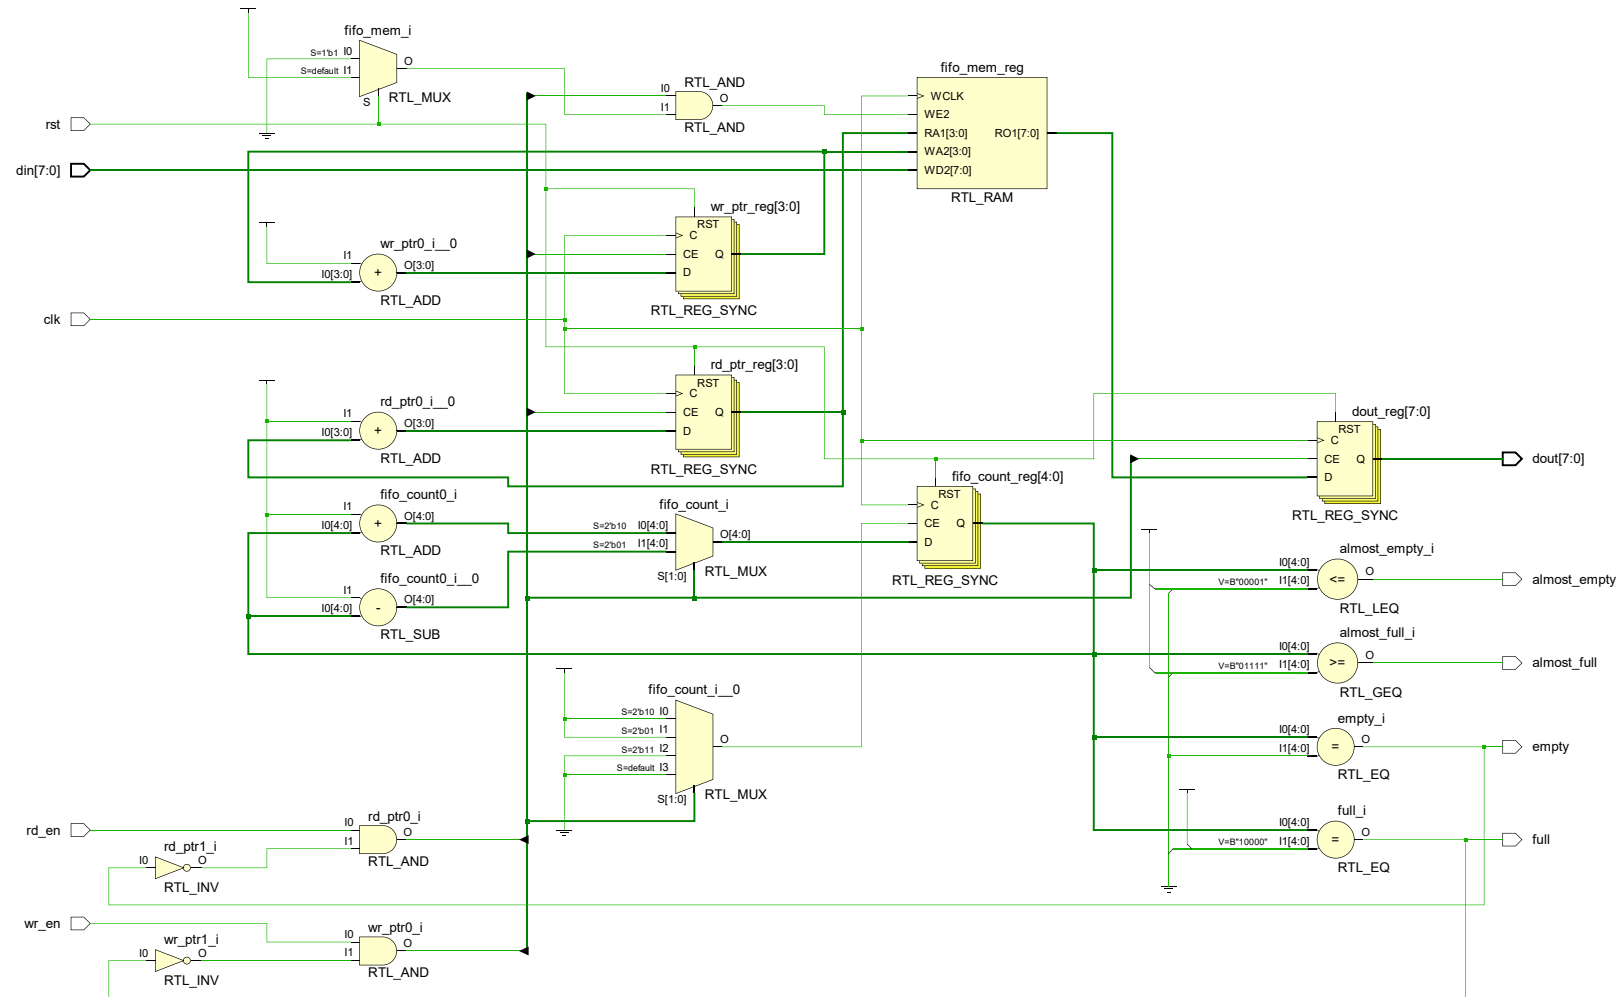 fifo_mem_i
S=1'b1 I0
S=default I1
O
S
RTL_MUX
rst
din[7:0]
RTL_AND
I0
I1
O
RTL_AND
fifo_mem_reg
WCLK
WE2
RA1[3:0]
RO1[7:0]
WA2[3:0]
WD2[7:0]
RTL_RAM
wr_ptr_reg[3:0]
RST
C
CE
Q
D
RTL_REG_SYNC
wr_ptr0_i__0
I1
I0[3:0]
+
O[3:0]
RTL_ADD
clk
rd_ptr_reg[3:0]
RST
C
CE
Q
D
RTL_REG_SYNC
rd_ptr0_i__0
I1
I0[3:0]
+
O[3:0]
RTL_ADD
dout_reg[7:0]
RST
C
CE
Q
D
RTL_REG_SYNC
dout[7:0]
fifo_count0_i
I1
I0[4:0]
+
O[4:0]
RTL_ADD
fifo_count_i
S=2'b10 I0[4:0]
S=2'b01 I1[4:0]
O[4:0]
S[1:0]
RTL_MUX
fifo_count_reg[4:0]
RST
C
CE
Q
D
RTL_REG_SYNC
fifo_count0_i__0
I1
I0[4:0]
-
O[4:0]
RTL_SUB
almost_empty_i
I0[4:0]
V=B"00001" I1[4:0]
<=
O
RTL_LEQ
almost_empty
almost_full_i
I0[4:0]
V=B"01111" I1[4:0]
>=
O
RTL_GEQ
almost_full
fifo_count_i__0
S=2'b10 I0
S=2'b01 I1
S=2'b11 I2
S=default I3
O
S[1:0]
RTL_MUX
empty_i
I0[4:0]
I1[4:0]
=
O
RTL_EQ
empty
full_i
I0[4:0]
V=B"10000" I1[4:0]
=
O
RTL_EQ
full
rd_en
rd_ptr0_i
I0
I1
O
RTL_AND
rd_ptr1_i
I0
O
RTL_INV
wr_en
wr_ptr0_i
I0
I1
O
RTL_AND
wr_ptr1_i
I0
O
RTL_INV